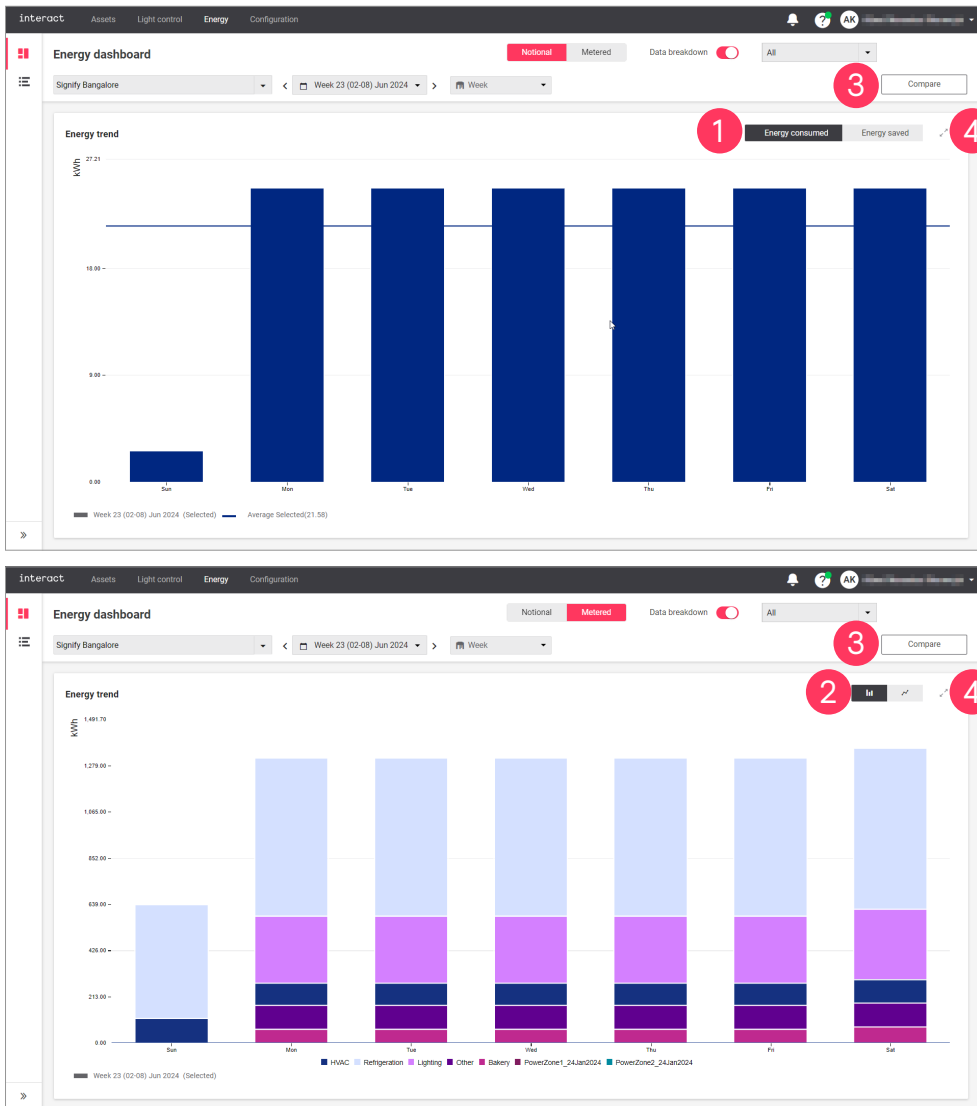 interact Assets Light control Energy Configuration ? AK
Energy dashboard Notional Metered Data breakdown All
Signify Bangalore Week 23 (02-08) Jun 2024 Week 3 Compare
Energy trend 1 Energy consumed Energy saved 4
kWh
27.21
18.00
9.00
0.00
Sun Mon Tue Wed Thu Fri Sat
Week 23 (02-08) Jun 2024 (Selected) Average Selected(21.58)
interact Assets Light control Energy Configuration ? AK
Energy dashboard Notional Metered Data breakdown All
Signify Bangalore Week 23 (02-08) Jun 2024 Week 3 Compare
Energy trend 2 4
kWh
1,491.70
1,279.00
1,065.00
852.00
639.00
426.00
213.00
0.00
Sun Mon Tue Wed Thu Fri Sat
HVAC Refrigeration Lighting Other Bakery PowerZone1_24Jan2024 PowerZone2_24Jan2024
Week 23 (02-08) Jun 2024 (Selected)